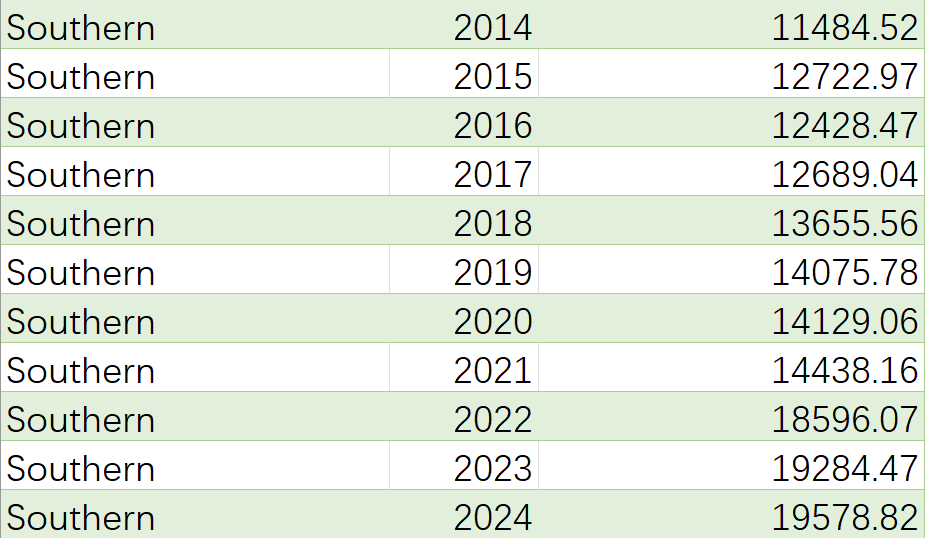 Southern 2014 11484.52
Southern 2015 12722.97
Southern 2016 12428.47
Southern 2017 12689.04
Southern 2018 13655.56
Southern 2019 14075.78
Southern 2020 14129.06
Southern 2021 14438.16
Southern 2022 18596.07
Southern 2023 19284.47
Southern 2024 19578.82